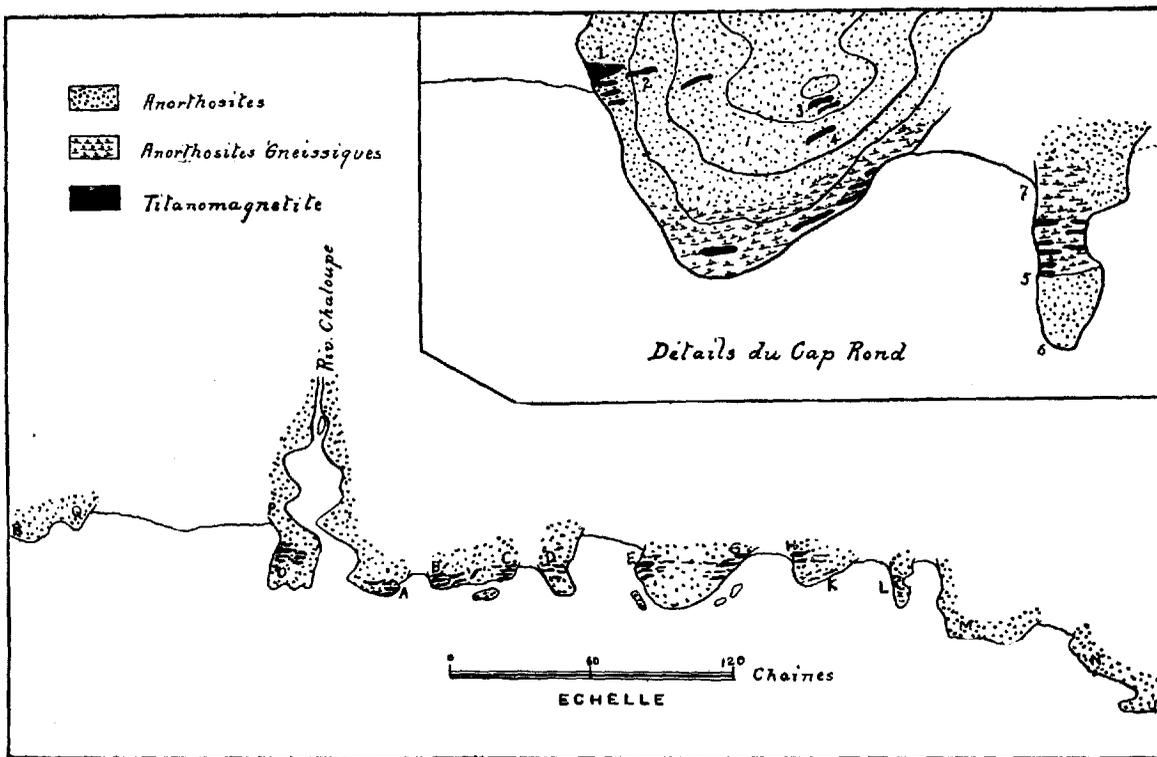 Anorthosites
Anorthosites Gneissiques
Titanomagnetite
Riv. Chaloupe
1
2
3
4
7
5
6
Détails du Cap Rond
R
Q
P
A
B
C
D
E
G
H
K
L
M
N
0
60
120
Chaines
ECHELLE